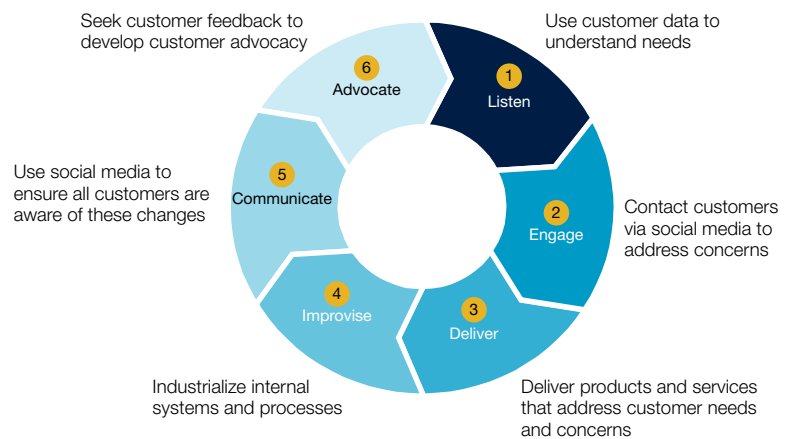 Seek customer feedback to
develop customer advocacy
Use customer data to
understand needs
6
Advocate
1
Listen
Use social media to
ensure all customers are
aware of these changes
5
Communicate
2
Engage
Contact customers
via social media to
address concerns
4
Improvise
3
Deliver
Industrialize internal
systems and processes
Deliver products and services
that address customer needs
and concerns